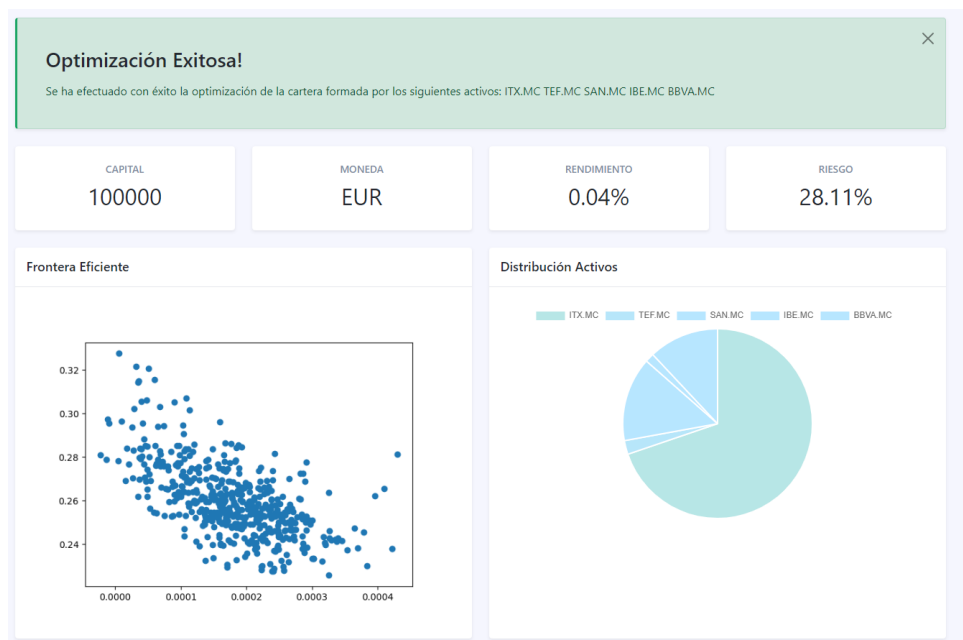 Optimización Exitosa!
Se ha efectuado con éxito la optimización de la cartera formada por los siguientes activos: ITX.MC TEF.MC SAN.MC IBE.MC BBVA.MC
CAPITAL
100000
MONEDA
EUR
RENDIMIENTO
0.04%
RIESGO
28.11%
Frontera Eficiente
0.32
0.30
0.28
0.26
0.24
0.0000 0.0001 0.0002 0.0003 0.0004
Distribución Activos
ITX.MC TEF.MC SAN.MC IBE.MC BBVA.MC